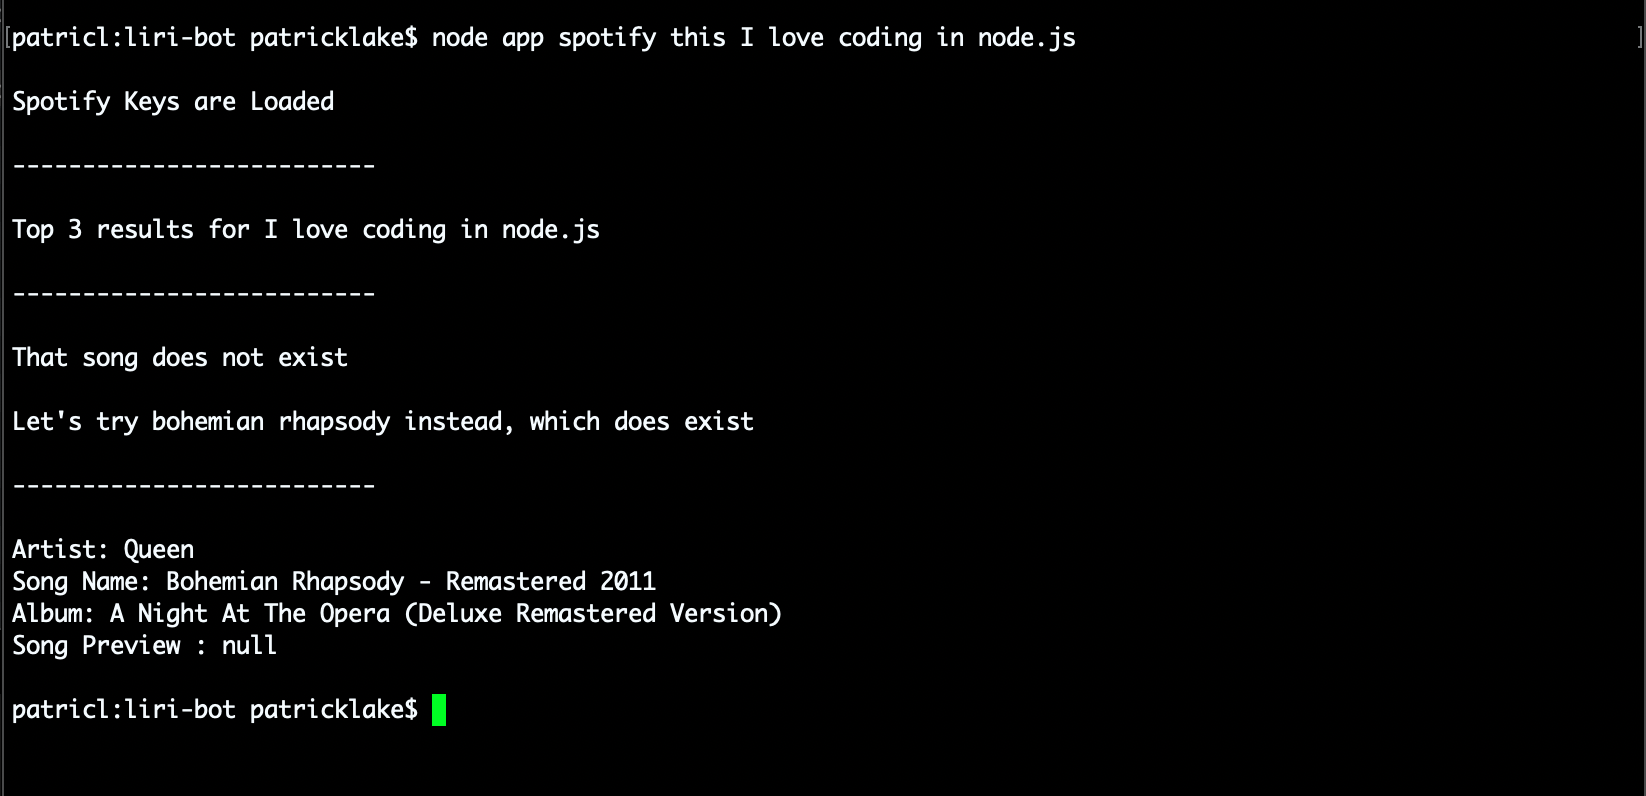 [patricl:liri-bot patricklake$ node app spotify this I love coding in node.js ]
Spotify Keys are Loaded
--------------------------
Top 3 results for I love coding in node.js
--------------------------
That song does not exist
Let's try bohemian rhapsody instead, which does exist
--------------------------
Artist: Queen
Song Name: Bohemian Rhapsody - Remastered 2011
Album: A Night At The Opera (Deluxe Remastered Version)
Song Preview : null
patricl:liri-bot patricklake$